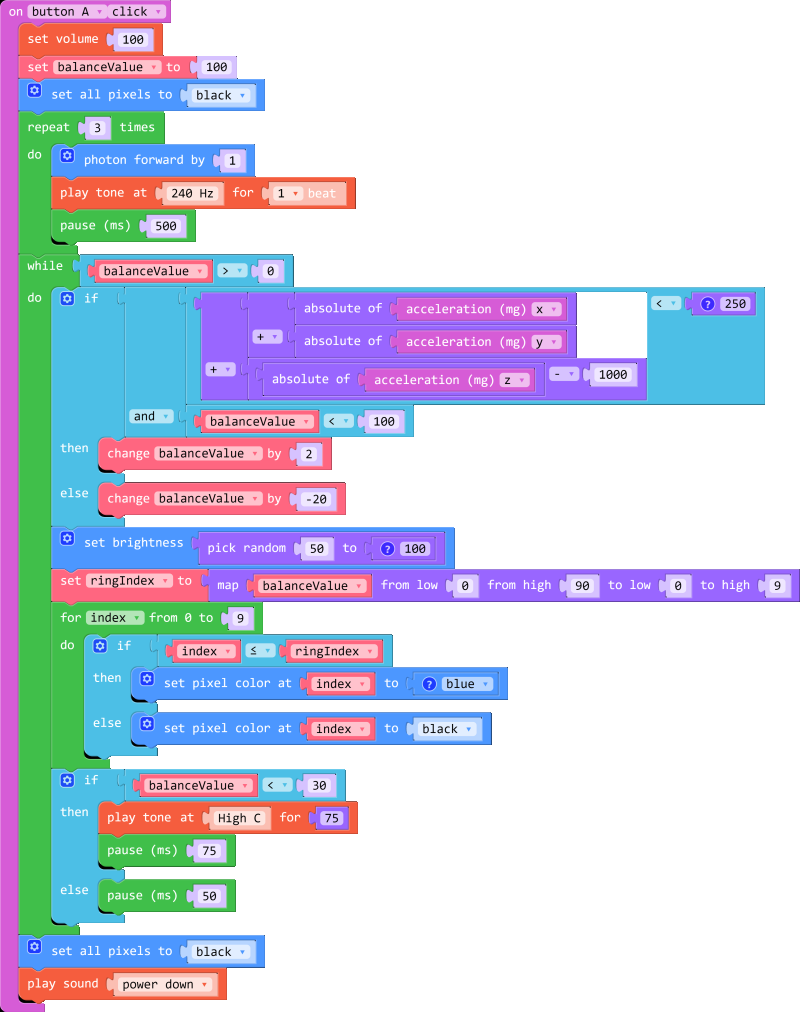 on button A click
set volume 100
set balanceValue to 100
set all pixels to black
repeat 3 times
do photon forward by 1
play tone at 240 Hz for 1 beat
pause (ms) 500
while balanceValue > 0
do if absolute of acceleration (mg) x < ? 250
+ absolute of acceleration (mg) y
+ absolute of acceleration (mg) z - 1000
and balanceValue < 100
then change balanceValue by 2
else change balanceValue by -20
set brightness pick random 50 to ? 100
set ringIndex to map balanceValue from low 0 from high 90 to low 0 to high 9
for index from 0 to 9
do if index ≤ ringIndex
then set pixel color at index to ? blue
else set pixel color at index to black
if balanceValue < 30
then play tone at High C for 75
pause (ms) 75
else pause (ms) 50
set all pixels to black
play sound power down